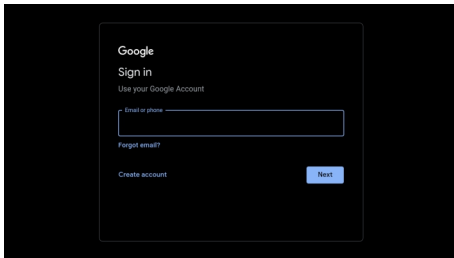 Google
Sign in
Use your Google Account
Email or phone
Forgot email?
Create account
Next